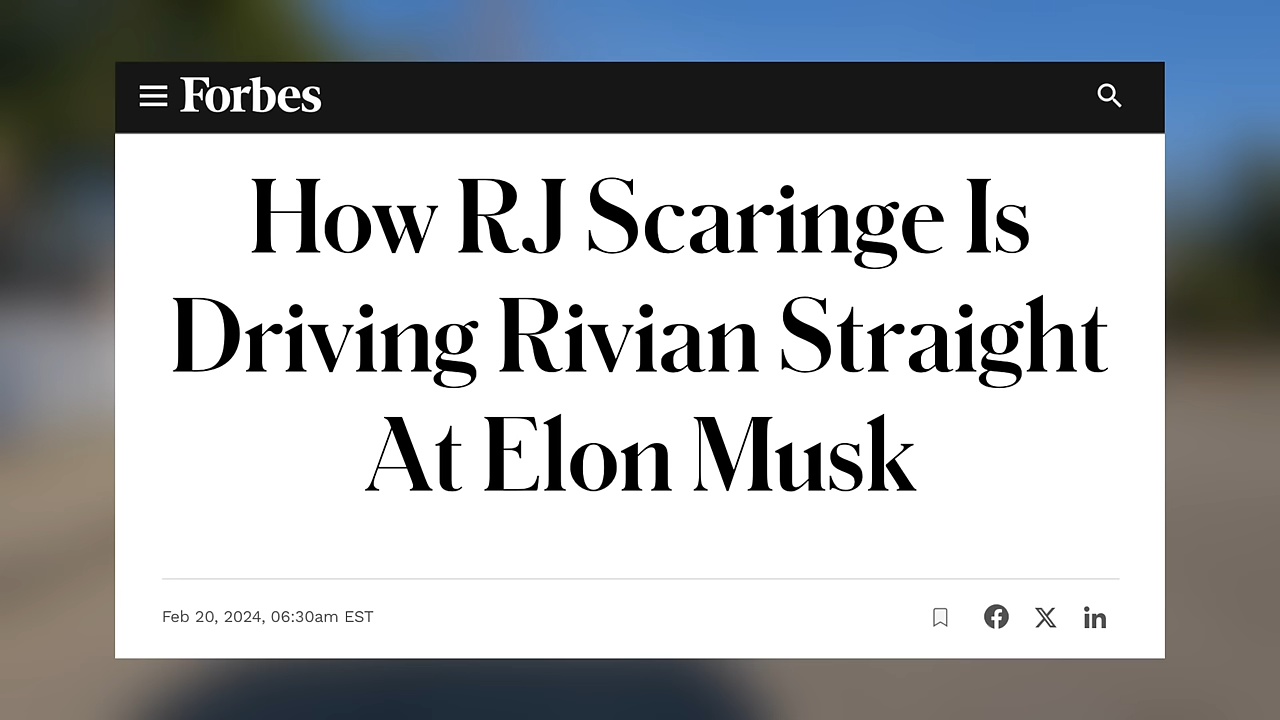 Forbes
How RJ Scaringe Is
Driving Rivian Straight
At Elon Musk
Feb 20, 2024, 06:30am EST